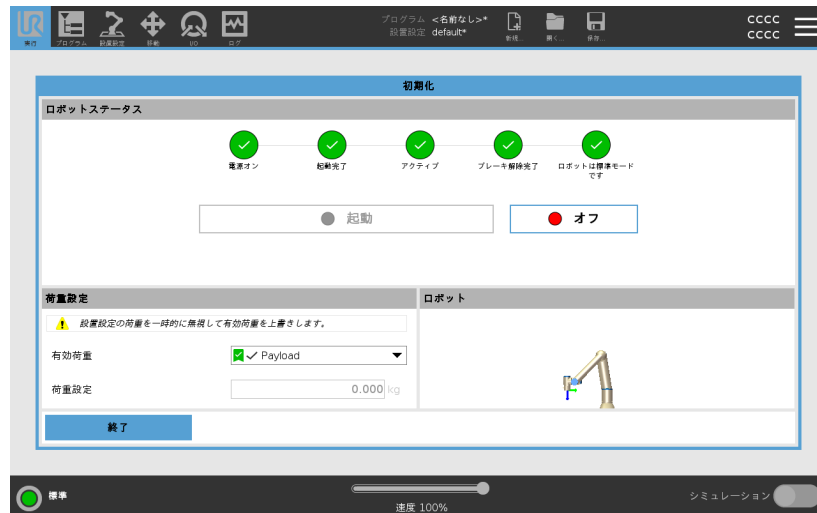 プログラム <名前なし>*
設置設定 default*
実行 プログラム 設置設定 移動 I/O ログ
新規... 開く... 保存...
cccc
cccc
初期化
ロボットステータス
電源オン 起動完了 アクティブ ブレーキ解除完了 ロボットは標準モード
です
起動 オフ
荷重設定 ロボット
設置設定の荷重を一時的に無視して有効荷重を上書きします。
有効荷重 Payload
荷重設定 0.000 kg
終了
標準
速度 100%
シミュレーション